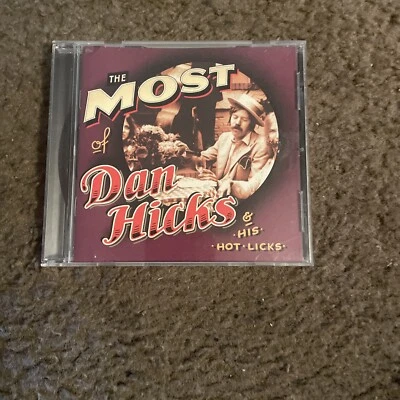 THE
MOST
of
Dan
Hicks
&
·HIS·
·HOT·LICKS·